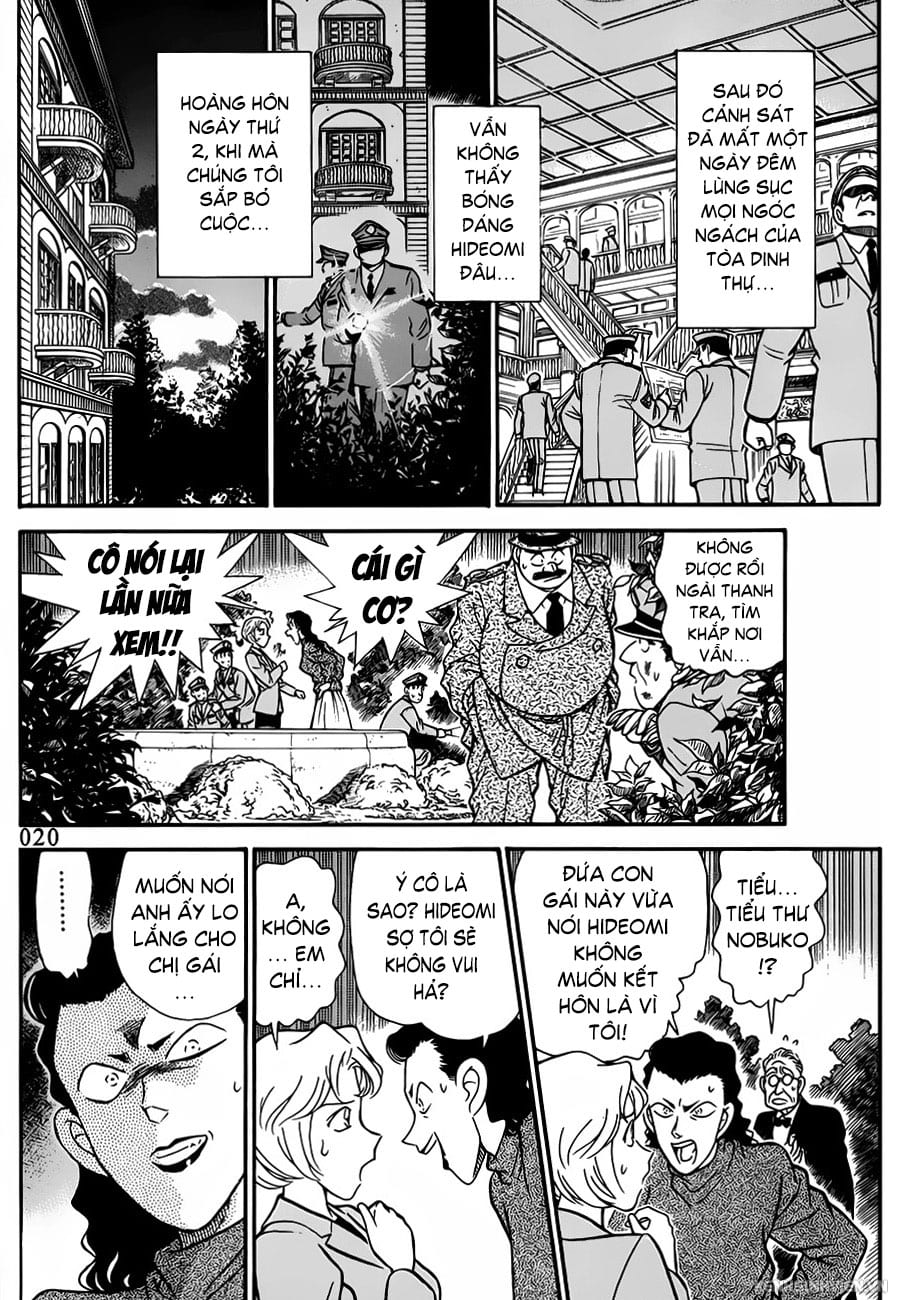 SAU ĐÓ
CẢNH SÁT
ĐÃ MẤT MỘT
NGÀY ĐÊM
LÙNG SỤC
MỌI NGÓC
NGÁCH CỦA
TÒA DINH
THỰ...
VẪN
KHÔNG
THẤY
BÓNG
DÁNG
HIDEOMI
ĐÂU...
HOÀNG HÔN
NGÀY THỨ
2, KHI MÀ
CHÚNG TÔI
SẮP BỎ
CUỘC...
KHÔNG
ĐƯỢC RỒI
NGÀI THANH
TRA, TÌM
KHẮP NƠI
VẪN...
CÁI GÌ
CƠ?
CÔ NÓI LẠI
LẦN NỮA
XEM!!
020
TIỂU...
TIỂU THƯ
NOBUKO
!?
ĐỨA CON
GÁI NÀY VỪA
NÓI HIDEOMI
KHÔNG
MUỐN KẾT
HÔN LÀ VÌ
TÔI!
Ý CÔ LÀ
SAO? HIDEOMI
SỢ TÔI SẼ
KHÔNG VUI
HẢ?
A,
KHÔNG
... EM
CHỈ...
MUỐN NÓI
ANH ẤY LO
LẮNG CHO
CHỊ GÁI
...
.........